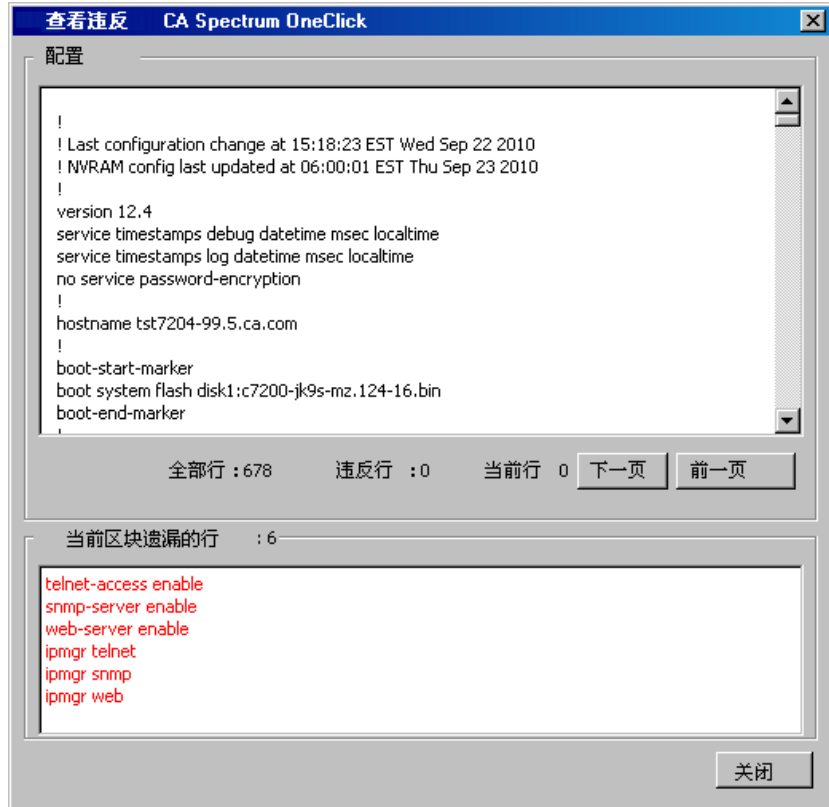 查看违反 CA Spectrum OneClick
配置
!
! Last configuration change at 15:18:23 EST Wed Sep 22 2010
! NVRAM config last updated at 06:00:01 EST Thu Sep 23 2010
!
version 12.4
service timestamps debug datetime msec localtime
service timestamps log datetime msec localtime
no service password-encryption
!
hostname tst7204-99.5.ca.com
!
boot-start-marker
boot system flash disk1:c7200-jk9s-mz.124-16.bin
boot-end-marker
!
全部行 :678 违反行 :0 当前行 0 下一页 前一页
当前区块遗漏的行 :6
telnet-access enable
snmp-server enable
web-server enable
ipmgr telnet
ipmgr snmp
ipmgr web
关闭